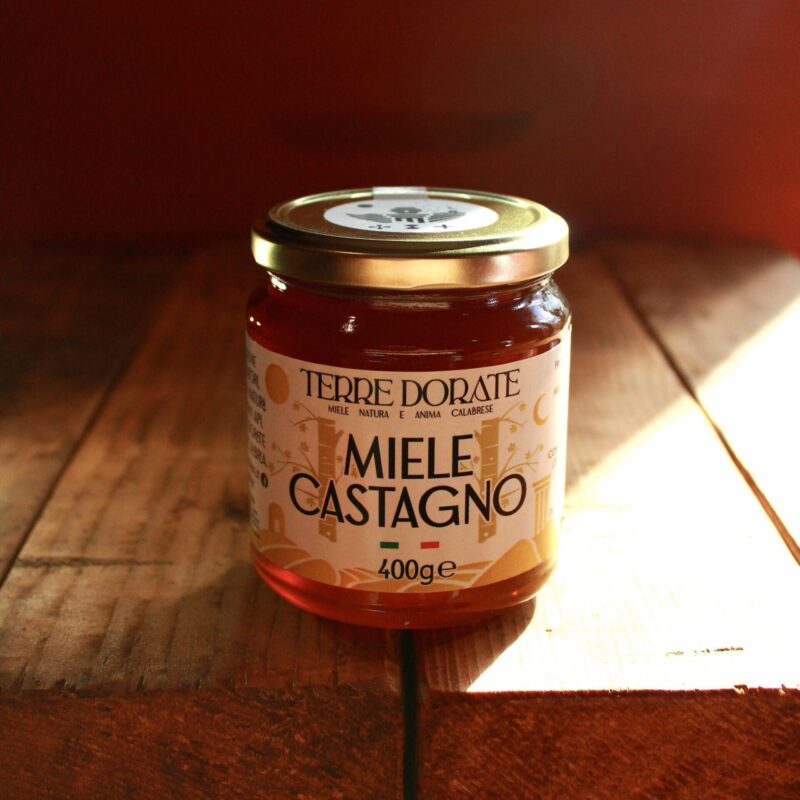 TERRE DORATE
MIELE NATURA E ANIMA CALABRESE
MIELE
CASTAGNO
400g℮